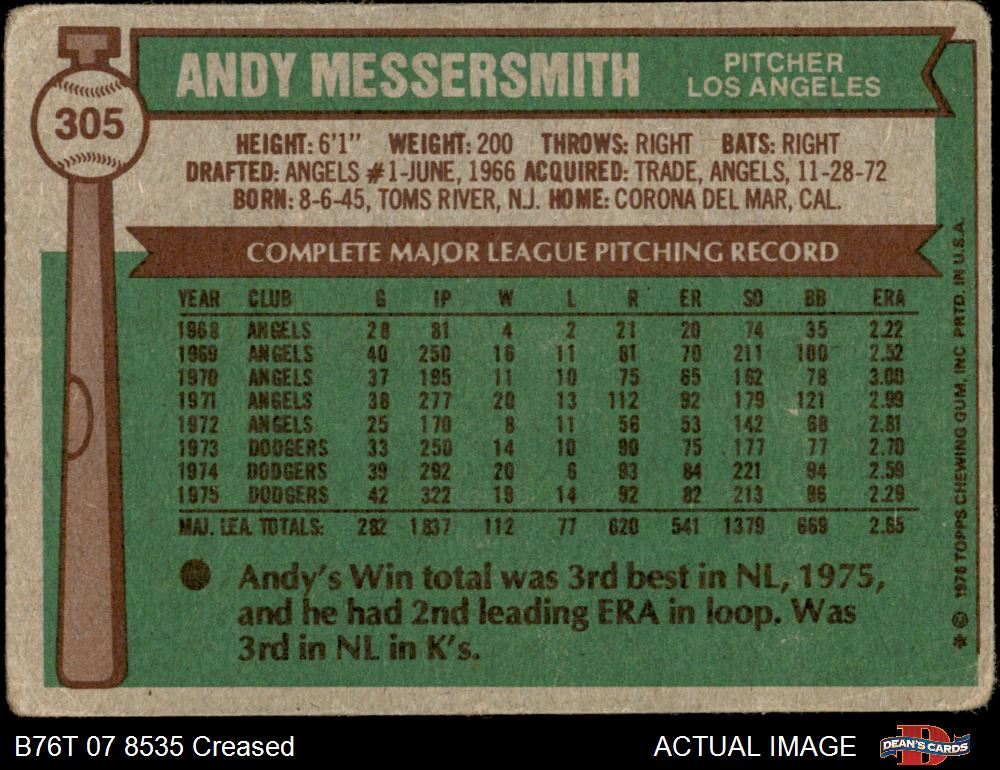 305
ANDY MESSERSMITH
PITCHER
LOS ANGELES
HEIGHT: 6'1" WEIGHT: 200 THROWS: RIGHT BATS: RIGHT
DRAFTED: ANGELS #1-JUNE, 1966 ACQUIRED: TRADE, ANGELS, 11-28-72
BORN: 8-6-45, TOMS RIVER, N.J. HOME: CORONA DEL MAR, CAL.
COMPLETE MAJOR LEAGUE PITCHING RECORD
YEAR CLUB G IP W L R ER SO BB ERA
1968 ANGELS 28 81 4 2 21 20 74 35 2.22
1969 ANGELS 40 250 16 11 81 70 211 100 2.52
1970 ANGELS 37 195 11 10 75 65 162 78 3.00
1971 ANGELS 38 277 20 13 112 92 179 121 2.99
1972 ANGELS 25 170 8 11 56 53 142 68 2.81
1973 DODGERS 33 250 14 10 90 75 177 77 2.70
1974 DODGERS 39 292 20 6 93 84 221 94 2.59
1975 DODGERS 42 322 19 14 92 82 213 96 2.29
MAJ. LEA. TOTALS: 282 1837 112 77 620 541 1379 669 2.65
● Andy's Win total was 3rd best in NL, 1975,
and he had 2nd leading ERA in loop. Was
3rd in NL in K's.
* © 1976 TOPPS CHEWING GUM, INC. PRTD. IN U.S.A.
B76T 07 8535 Creased
ACTUAL IMAGE
D
DEAN'S CARDS